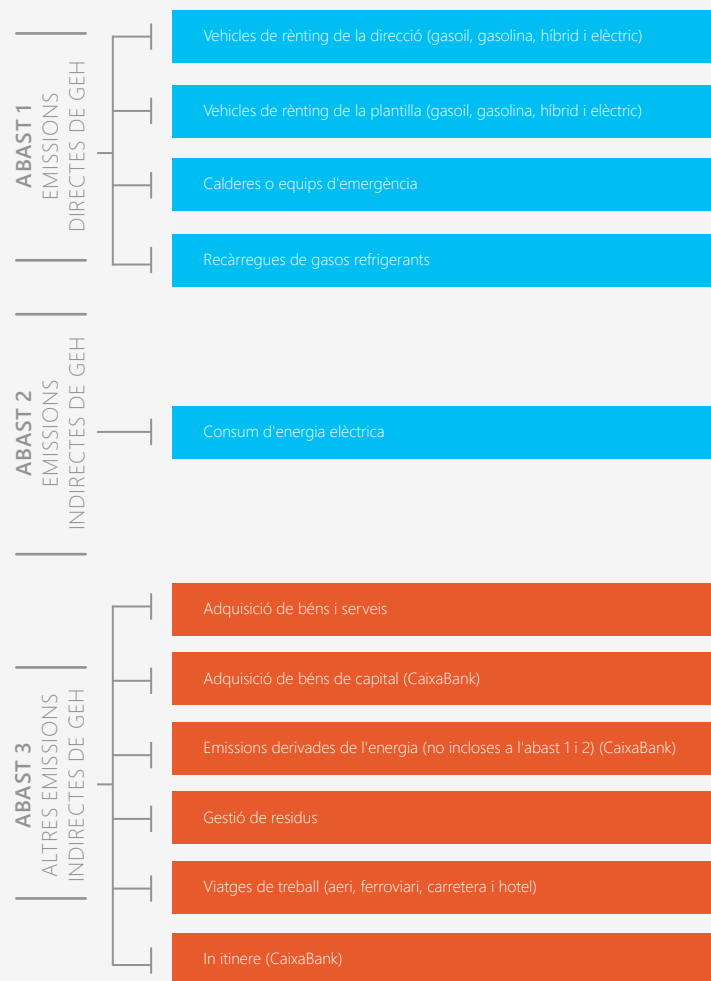 ABAST 1
EMISSIONS
DIRECTES DE GEH
Vehicles de rènting de la direcció (gasoil, gasolina, híbrid i elèctric)
Vehicles de rènting de la plantilla (gasoil, gasolina, híbrid i elèctric)
Calderes o equips d'emergència
Recàrregues de gasos refrigerants
ABAST 2
EMISSIONS
INDIRECTES DE GEH
Consum d'energia elèctrica
ABAST 3
ALTRES EMISSIONS
INDIRECTES DE GEH
Adquisició de béns i serveis
Adquisició de béns de capital (CaixaBank)
Emissions derivades de l'energia (no incloses a l'abast 1 i 2) (CaixaBank)
Gestió de residus
Viatges de treball (aeri, ferroviari, carretera i hotel)
In itinere (CaixaBank)